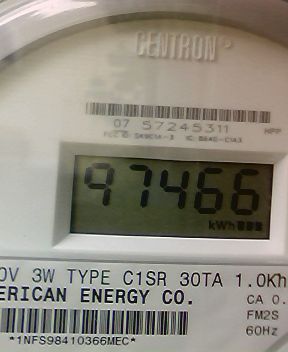 CENTRON
07 57245311 HPP
97466
kWh
0V 3W TYPE C1SR 30TA 1.0Kh
ERICAN ENERGY CO. CA 0.
FM2S
60Hz
*1NFS98410366MEC*